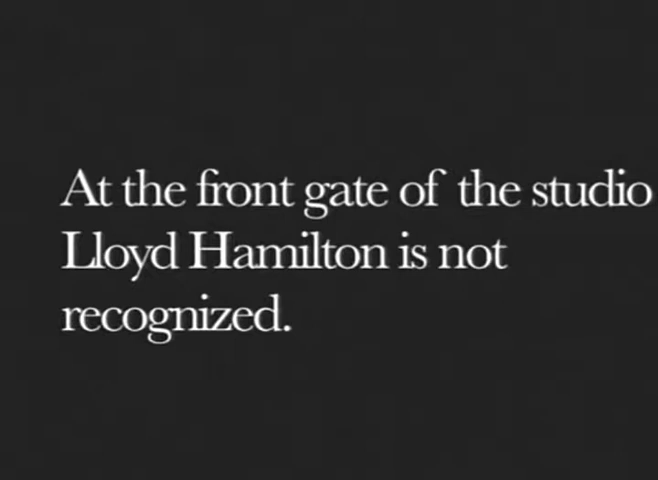 At the front gate of the studio
Lloyd Hamilton is not
recognized.